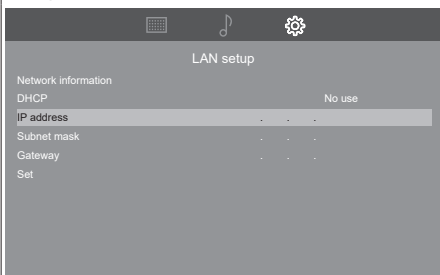 LAN setup
Network information
DHCP No use
IP address . . .
Subnet mask . . .
Gateway . . .
Set